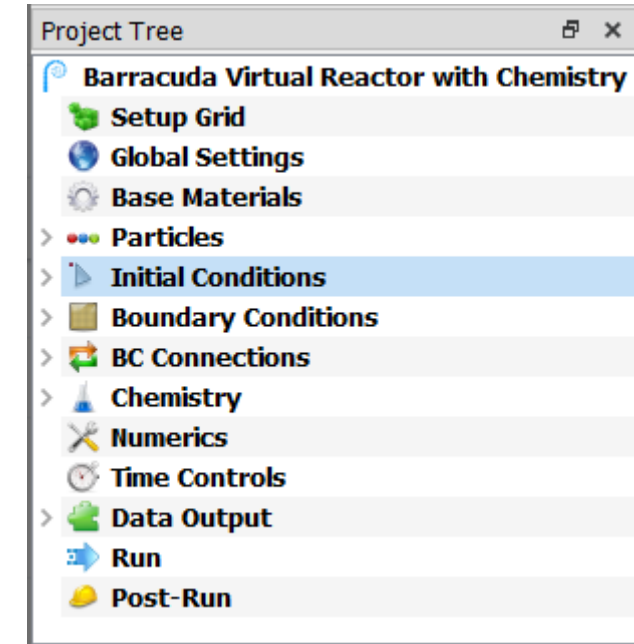 Project Tree
Barracuda Virtual Reactor with Chemistry
Setup Grid
Global Settings
Base Materials
Particles
Initial Conditions
Boundary Conditions
BC Connections
Chemistry
Numerics
Time Controls
Data Output
Run
Post-Run